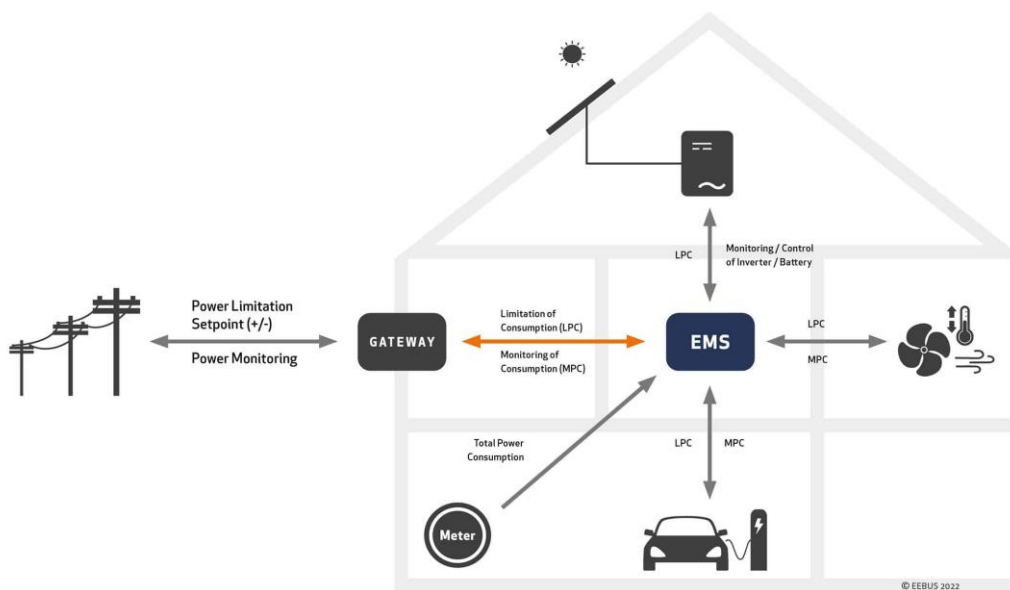 LPC
Monitoring / Control
of Inverter / Battery
Power Limitation
Setpoint (+/-)
Power Monitoring
GATEWAY
Limitation of
Consumption (LPC)
Monitoring of
Consumption (MPC)
EMS
LPC
MPC
Total Power
Consumption
LPC
MPC
Meter
© EEBUS 2022